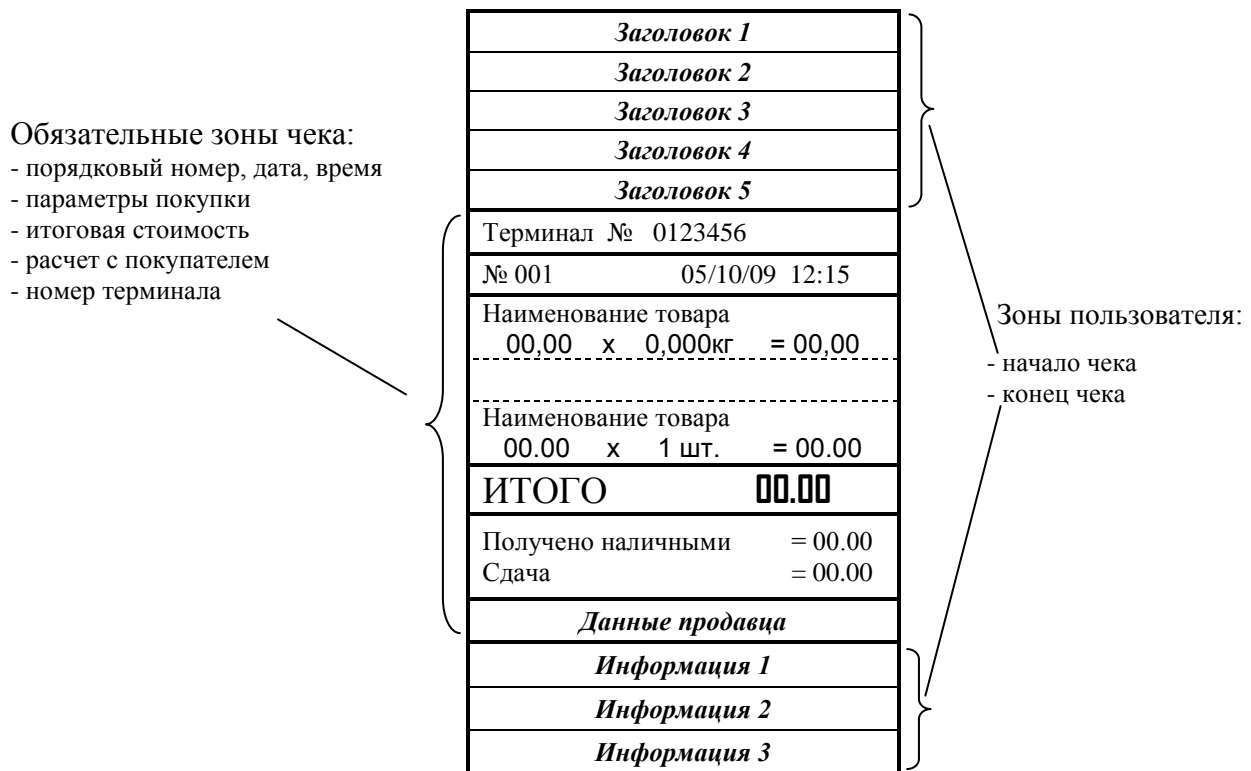 Обязательные зоны чека:
- порядковый номер, дата, время
- параметры покупки
- итоговая стоимость
- расчет с покупателем
- номер терминала
Заголовок 1
Заголовок 2
Заголовок 3
Заголовок 4
Заголовок 5
Терминал № 0123456
№ 001 05/10/09 12:15
Наименование товара
00,00 х 0,000кг = 00,00
Наименование товара
00.00 х 1 шт. = 00.00
ИТОГО 00.00
Получено наличными = 00.00
Сдача = 00.00
Данные продавца
Информация 1
Информация 2
Информация 3
Зоны пользователя:
- начало чека
- конец чека